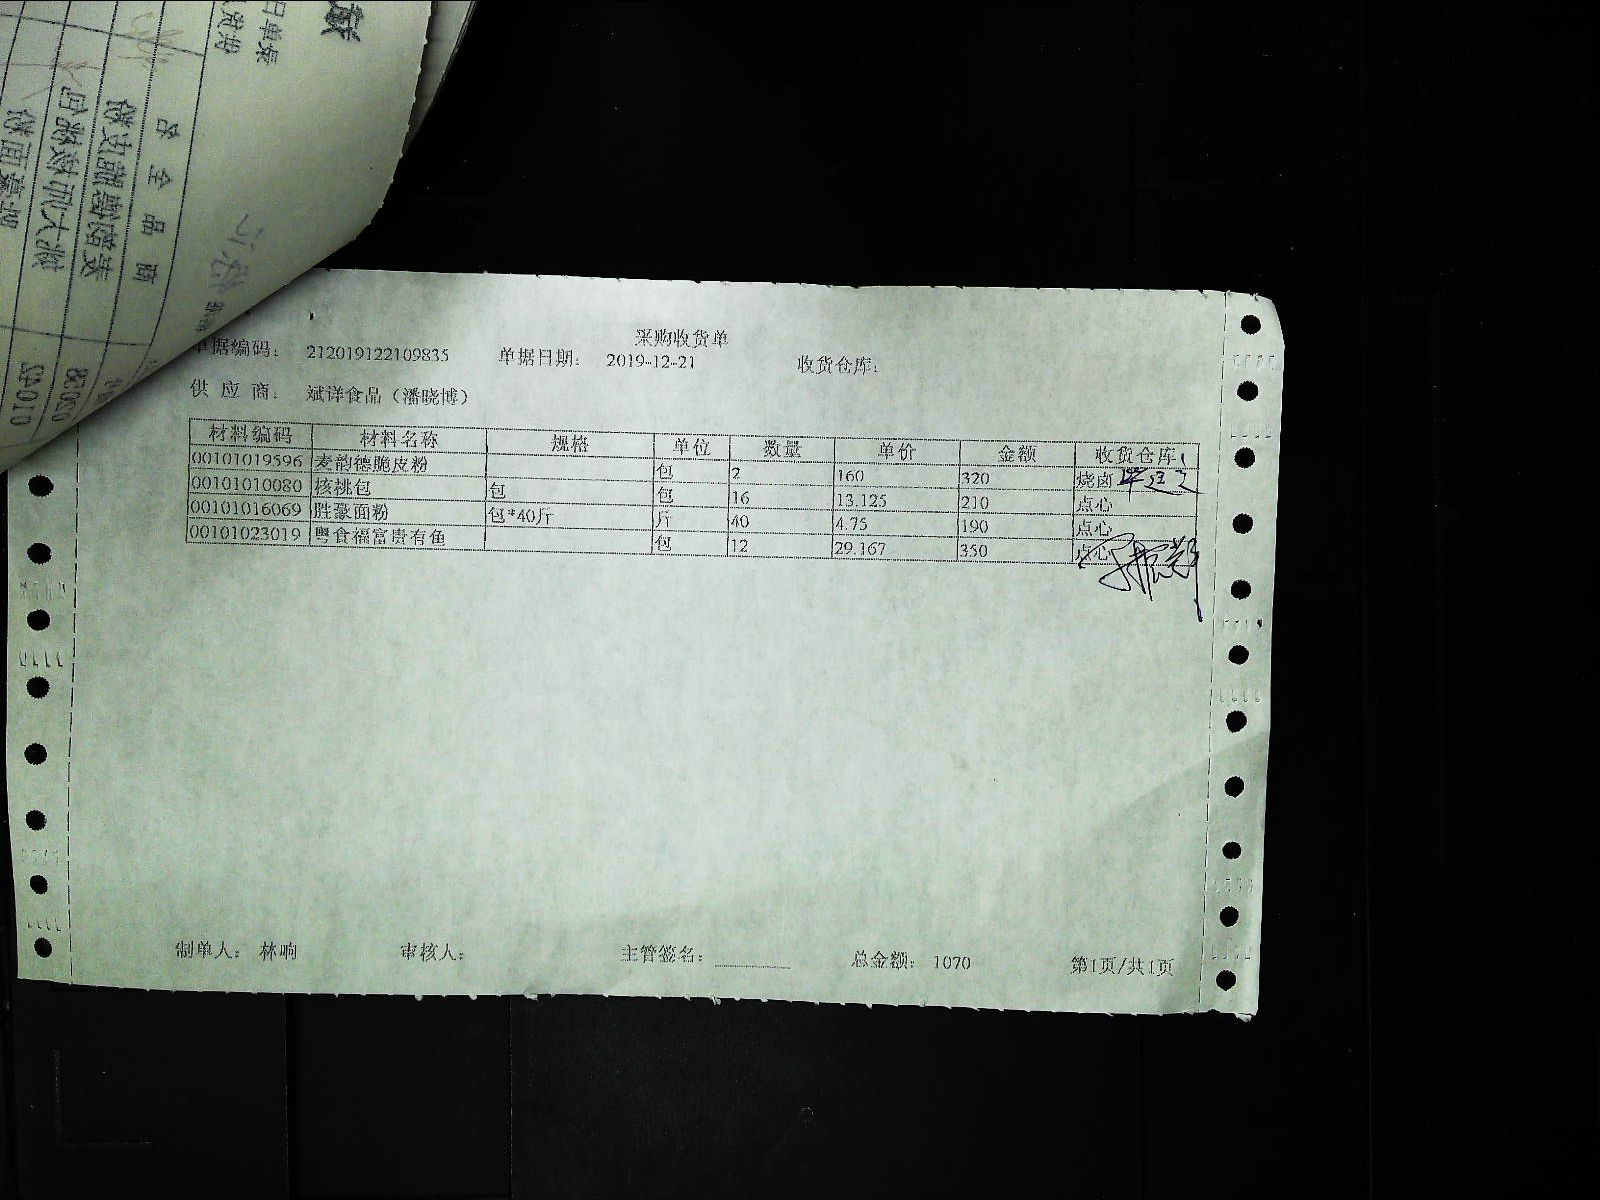 采购收货单
单据编码： 212019122109835 单据日期： 2019-12-21 收货仓库：
供 应 商： 斌详食品（潘晓博）
材料编码 材料名称 规格 单位 数量 单价 金额 收货仓库
00101019596 麦韵德脆皮粉 包 2 160 320 烧卤
00101010080 核桃包 包 包 16 13.125 210 点心
00101016069 胜豪面粉 包*40斤 斤 40 4.75 190 点心
00101023019 粤食福富贵有鱼 包 12 29.167 350 点心
制单人： 林响 审核人： 主管签名： 总金额： 1070 第1页/共1页